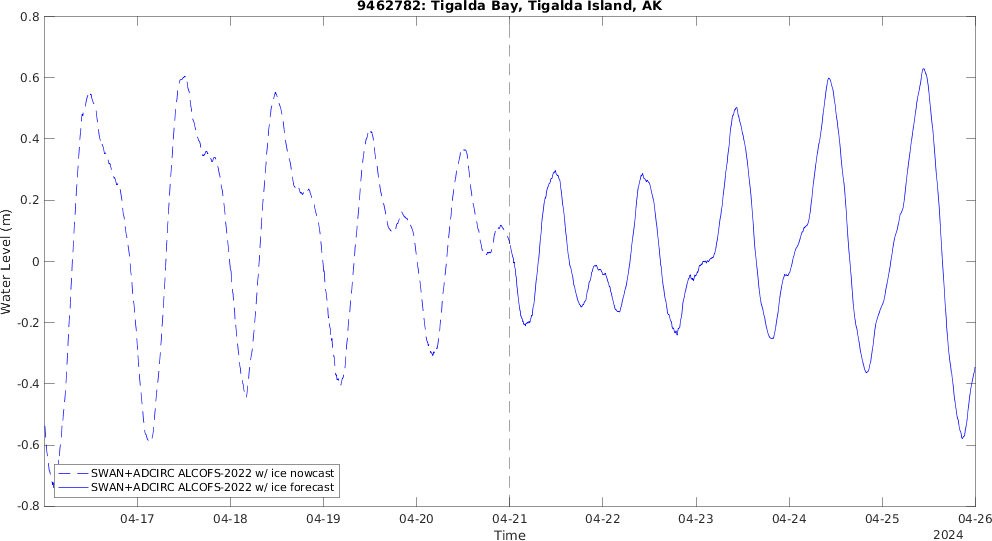 9462782: Tigalda Bay, Tigalda Island, AK
0.8
0.6
0.4
0.2
0
-0.2
-0.4
-0.6
-0.8
Water Level (m)
SWAN+ADCIRC ALCOFS-2022 w/ ice nowcast
SWAN+ADCIRC ALCOFS-2022 w/ ice forecast
04-17 04-18 04-19 04-20 04-21 04-22 04-23 04-24 04-25 04-26
Time
2024